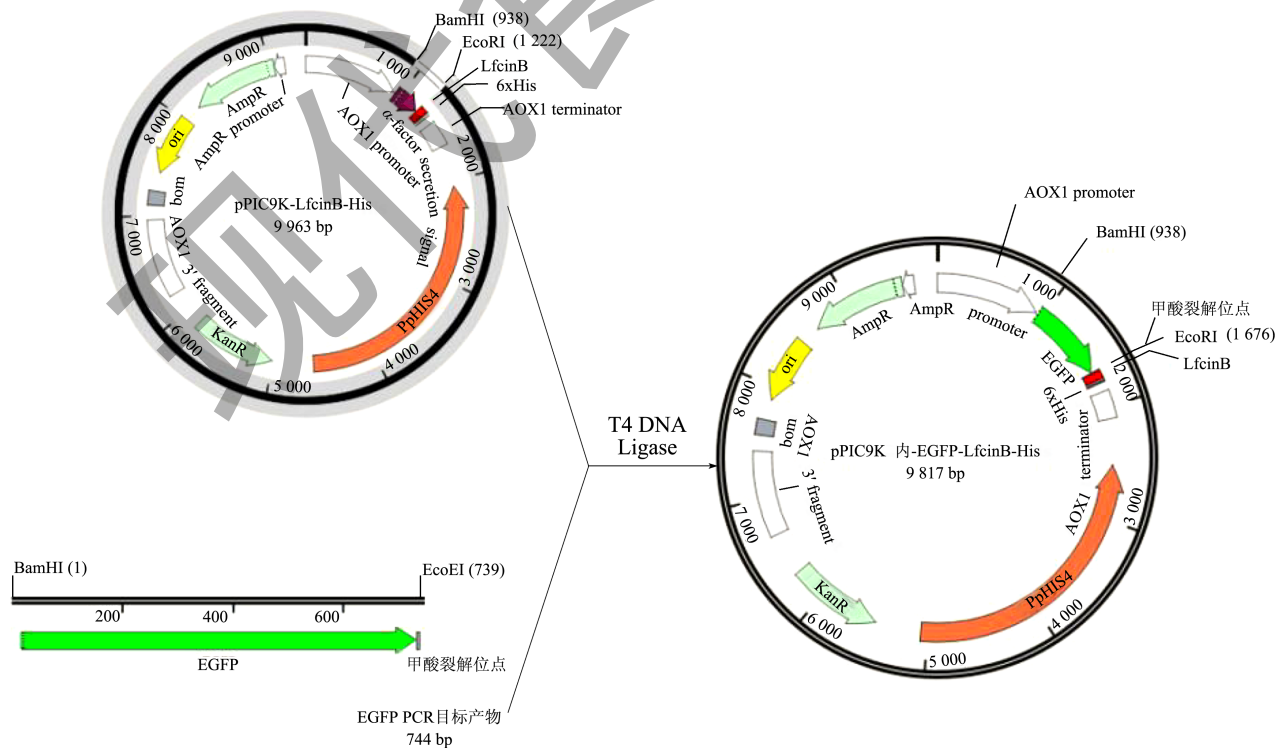 BamHI (938)
EcoRI (1 222)
LfcinB
6xHis
AOX1 terminator
1 000
2 000
3 000
4 000
5 000
6 000
7 000
8 000
9 000
AmpR
AmpR promoter
ori
bom
AOX1
3' fragment
KanR
PpHIS4
AOX1 promoter
α-factor secretion signal
pPIC9K-LfcinB-His
9 963 bp
T4 DNA
Ligase
BamHI (1)
EcoEI (739)
200
400
600
EGFP
甲酸裂解位点
EGFP PCR目标产物
744 bp
AOX1 promoter
BamHI (938)
甲酸裂解位点
EcoRI (1 676)
LfcinB
1 000
2 000
3 000
4 000
5 000
6 000
7 000
8 000
9 000
AmpR
AmpR
promoter
EGFP
6xHis
terminator
AOX1
ori
bom
AOX1
3' fragment
KanR
PpHIS4
pPIC9K 内-EGFP-LfcinB-His
9 817 bp